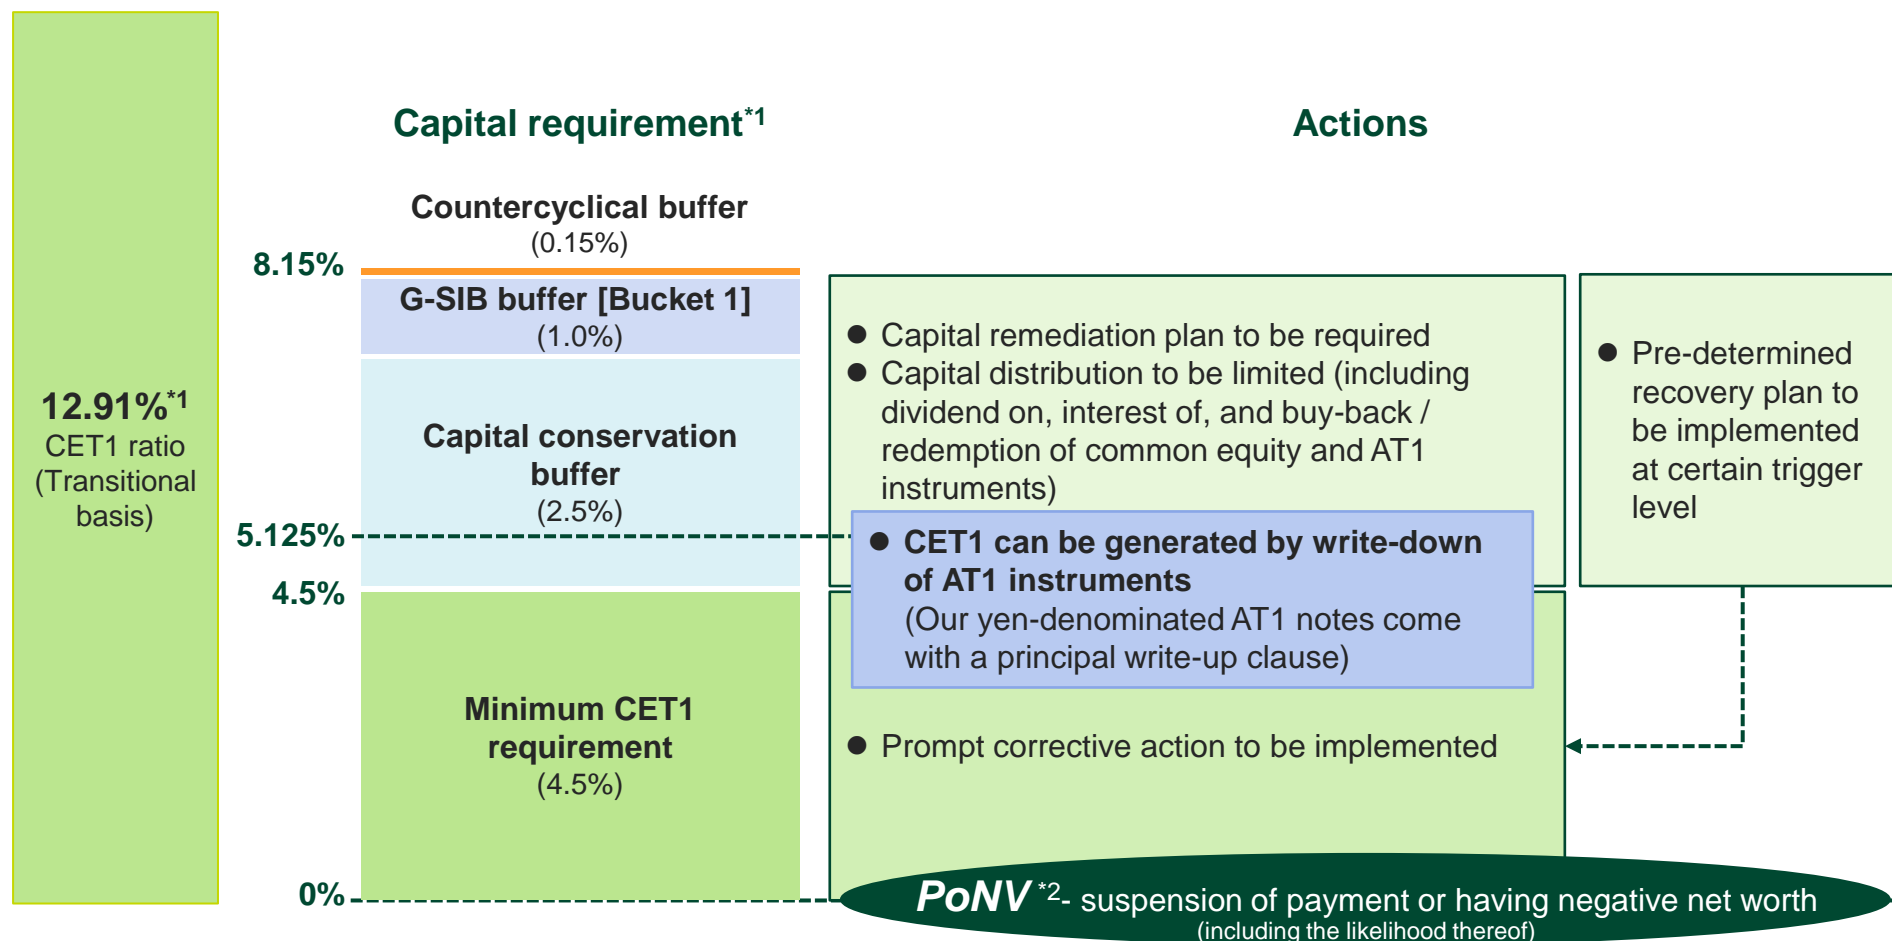 Capital requirement*1
Actions
12.91%*1
CET1 ratio
(Transitional
basis)
Countercyclical buffer
(0.15%)
8.15%
G-SIB buffer [Bucket 1]
(1.0%)
Capital conservation
buffer
(2.5%)
5.125%
4.5%
Minimum CET1
requirement
(4.5%)
0%
● Capital remediation plan to be required
● Capital distribution to be limited (including
dividend on, interest of, and buy-back /
redemption of common equity and AT1
instruments)
● CET1 can be generated by write-down
of AT1 instruments
(Our yen-denominated AT1 notes come
with a principal write-up clause)
● Prompt corrective action to be implemented
● Pre-determined
recovery plan to
be implemented
at certain trigger
level
PoNV *2- suspension of payment or having negative net worth
(including the likelihood thereof)